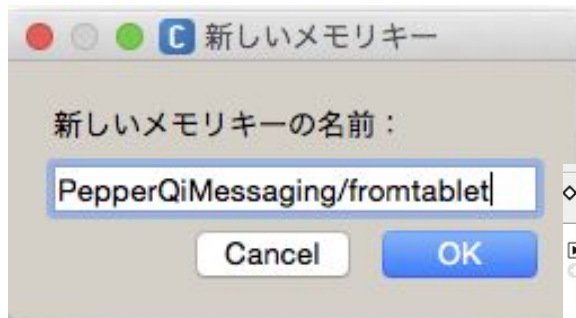 新しいメモリキー
新しいメモリキーの名前：
PepperQiMessaging/fromtablet
Cancel
OK